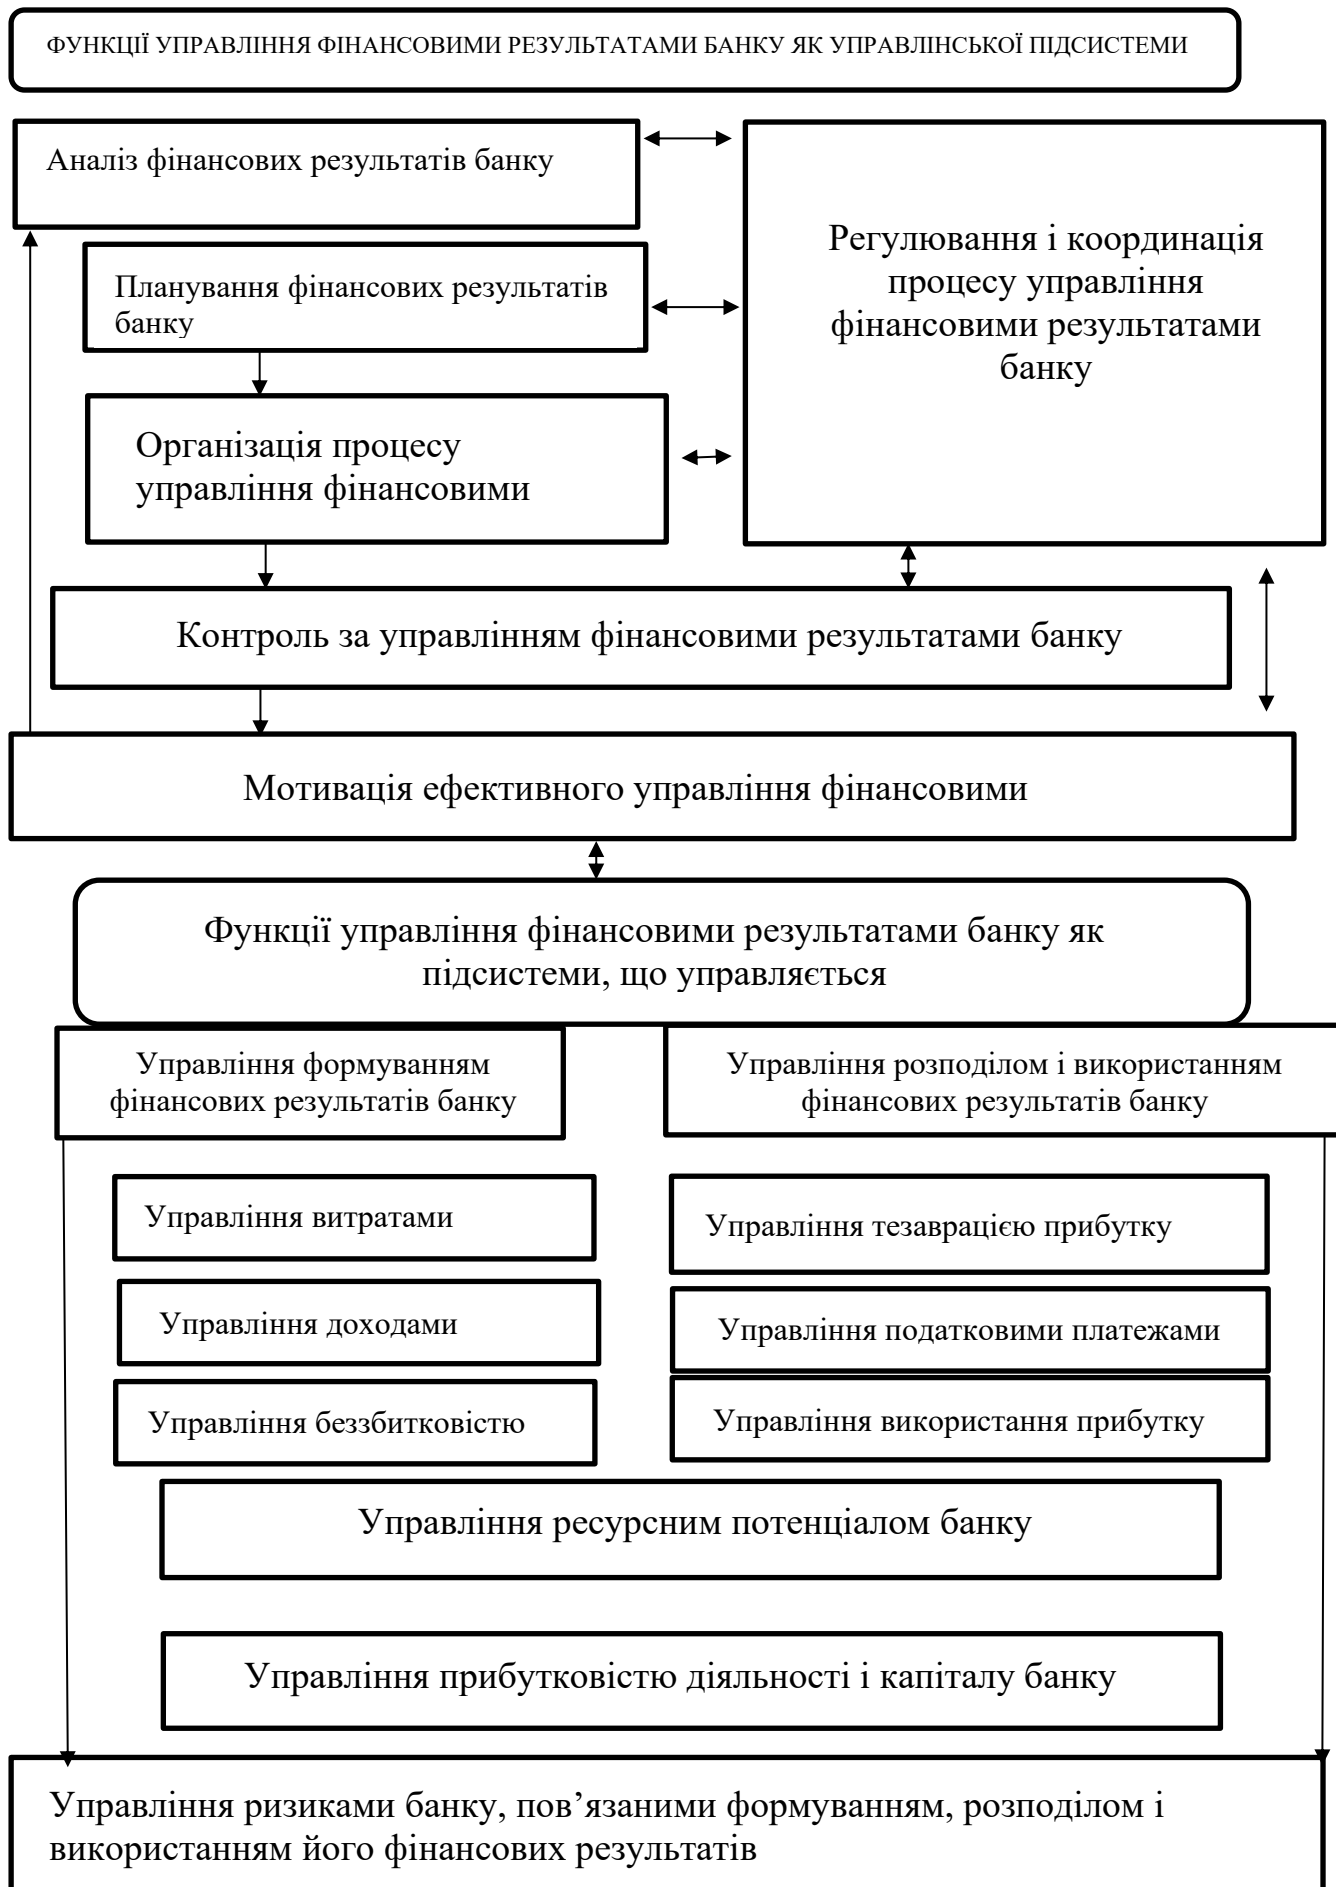 ФУНКЦІЇ УПРАВЛІННЯ ФІНАНСОВИМИ РЕЗУЛЬТАТАМИ БАНКУ ЯК УПРАВЛІНСЬКОЇ ПІДСИСТЕМИ
Аналіз фінансових результатів банку
Регулювання і координація
процесу управління
фінансовими результатами
банку
Планування фінансових результатів
банку
Організація процесу
управління фінансовими
Контроль за управлінням фінансовими результатами банку
Мотивація ефективного управління фінансовими
Функції управління фінансовими результатами банку як
підсистеми, що управляється
Управління формуванням
фінансових результатів банку
Управління розподілом і використанням
фінансових результатів банку
Управління витратами
Управління тезаврацією прибутку
Управління доходами
Управління податковими платежами
Управління беззбитковістю
Управління використання прибутку
Управління ресурсним потенціалом банку
Управління прибутковістю діяльності і капіталу банку
Управління ризиками банку, пов’язаними формуванням, розподілом і
використанням його фінансових результатів